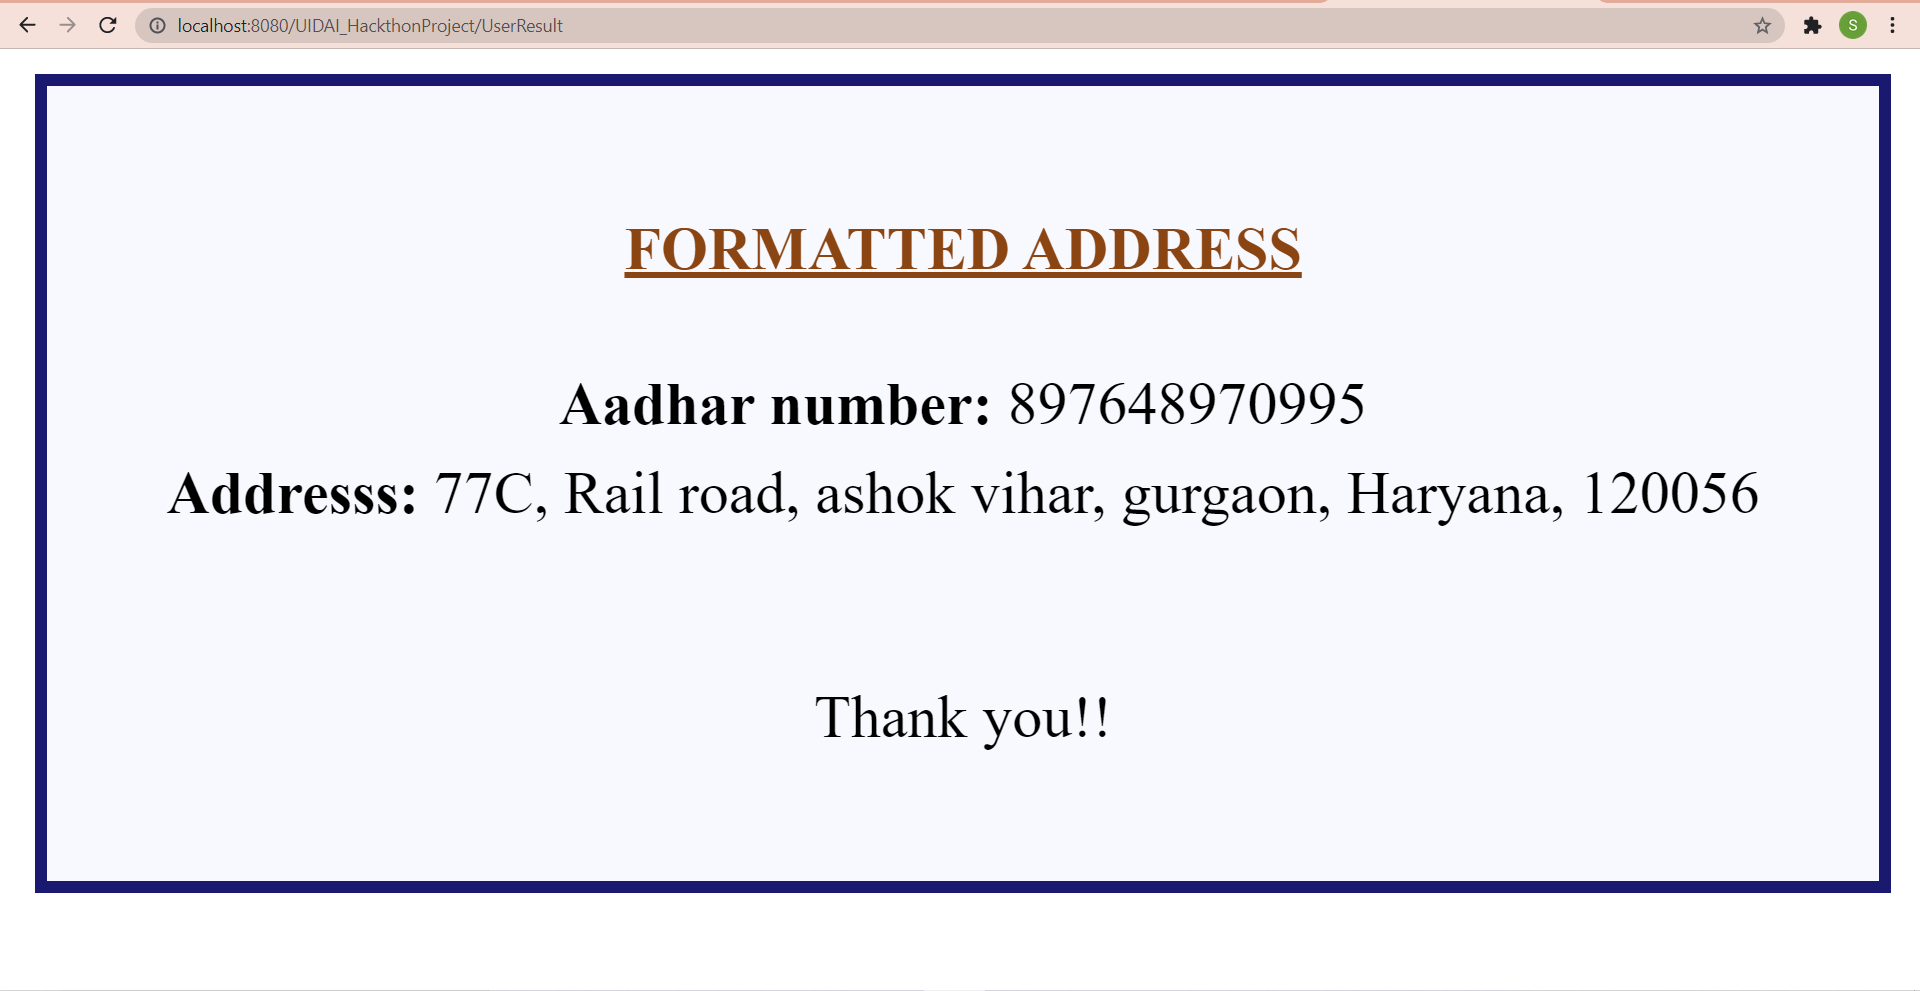 localhost:8080/UIDAI_HackthonProject/UserResult
S
FORMATTED ADDRESS
Aadhar number: 897648970995
Addresss: 77C, Rail road, ashok vihar, gurgaon, Haryana, 120056
Thank you!!